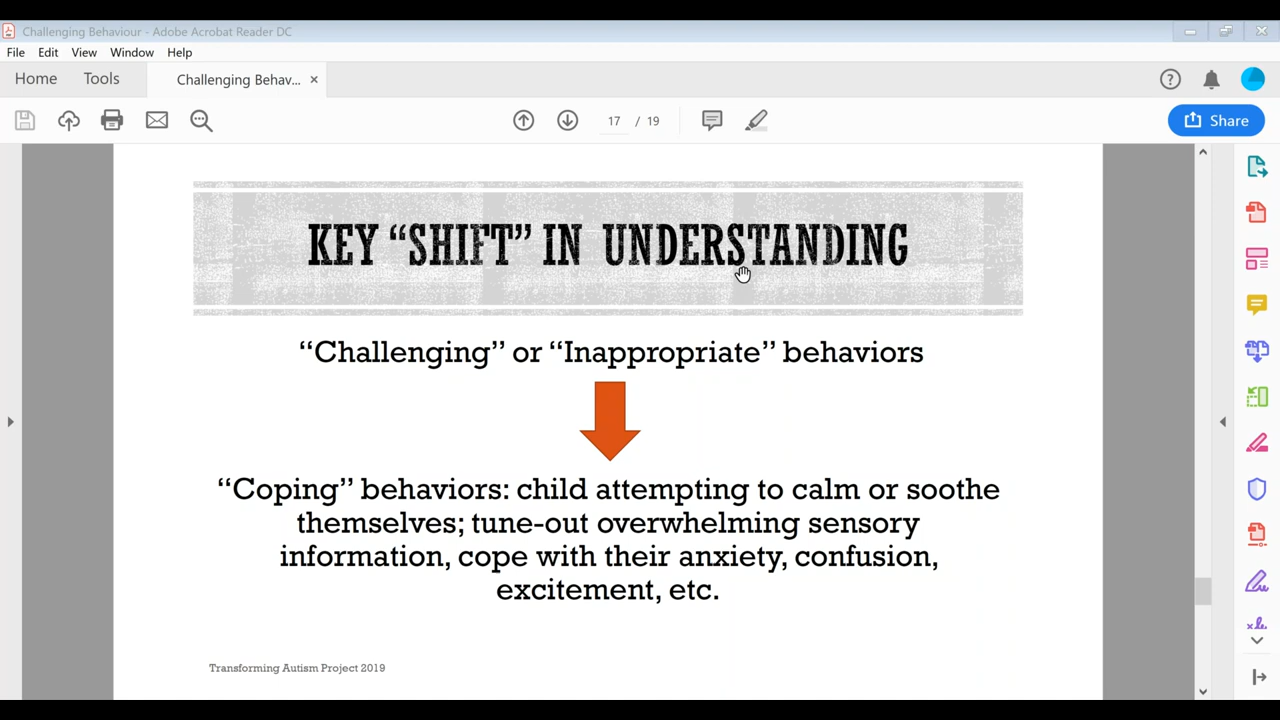 Challenging Behaviour - Adobe Acrobat Reader DC
File Edit View Window Help
Home Tools Challenging Behav... ×
17 / 19
Share
KEY “SHIFT” IN UNDERSTANDING
“Challenging” or “Inappropriate” behaviors
“Coping” behaviors: child attempting to calm or soothe
themselves; tune-out overwhelming sensory
information, cope with their anxiety, confusion,
excitement, etc.
Transforming Autism Project 2019